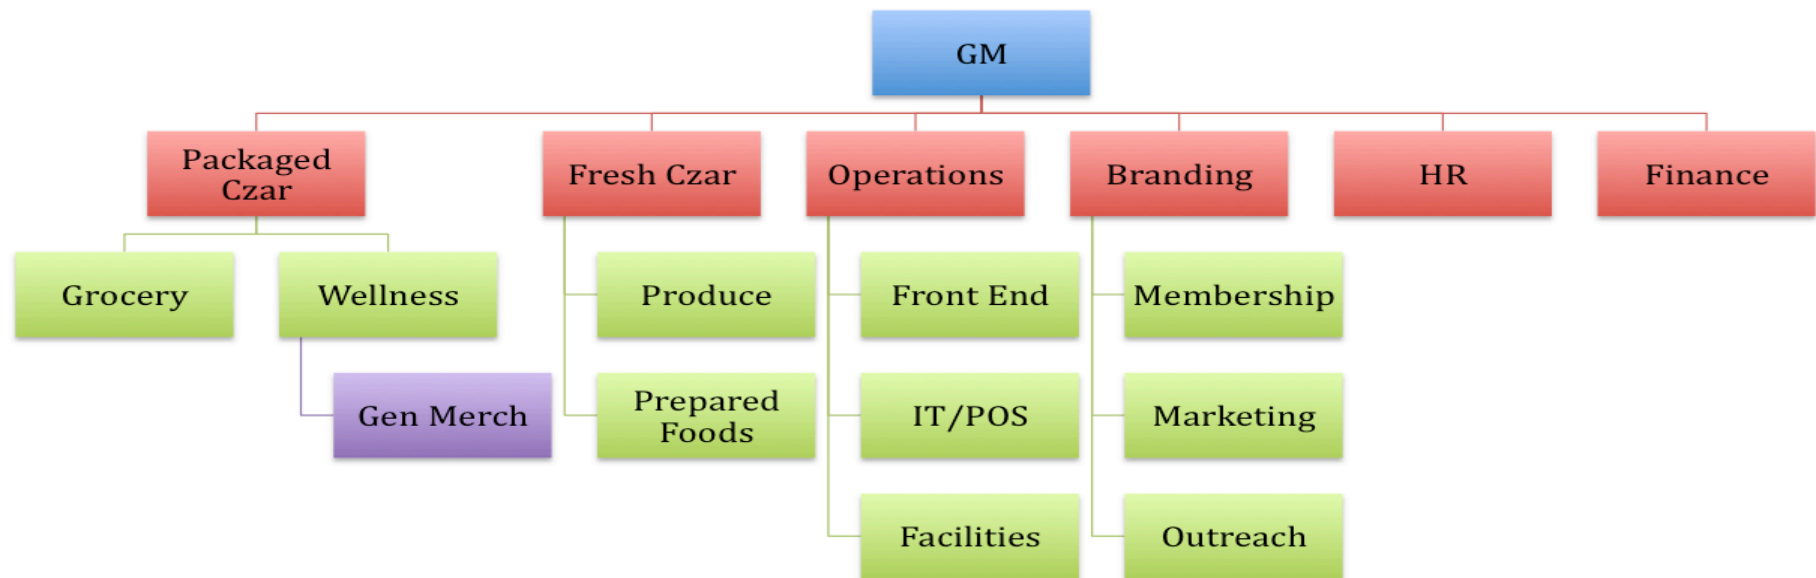 GM
Packaged
Czar
Fresh Czar
Operations
Branding
HR
Finance
Grocery
Wellness
Produce
Front End
Membership
Gen Merch
Prepared
Foods
IT/POS
Marketing
Facilities
Outreach